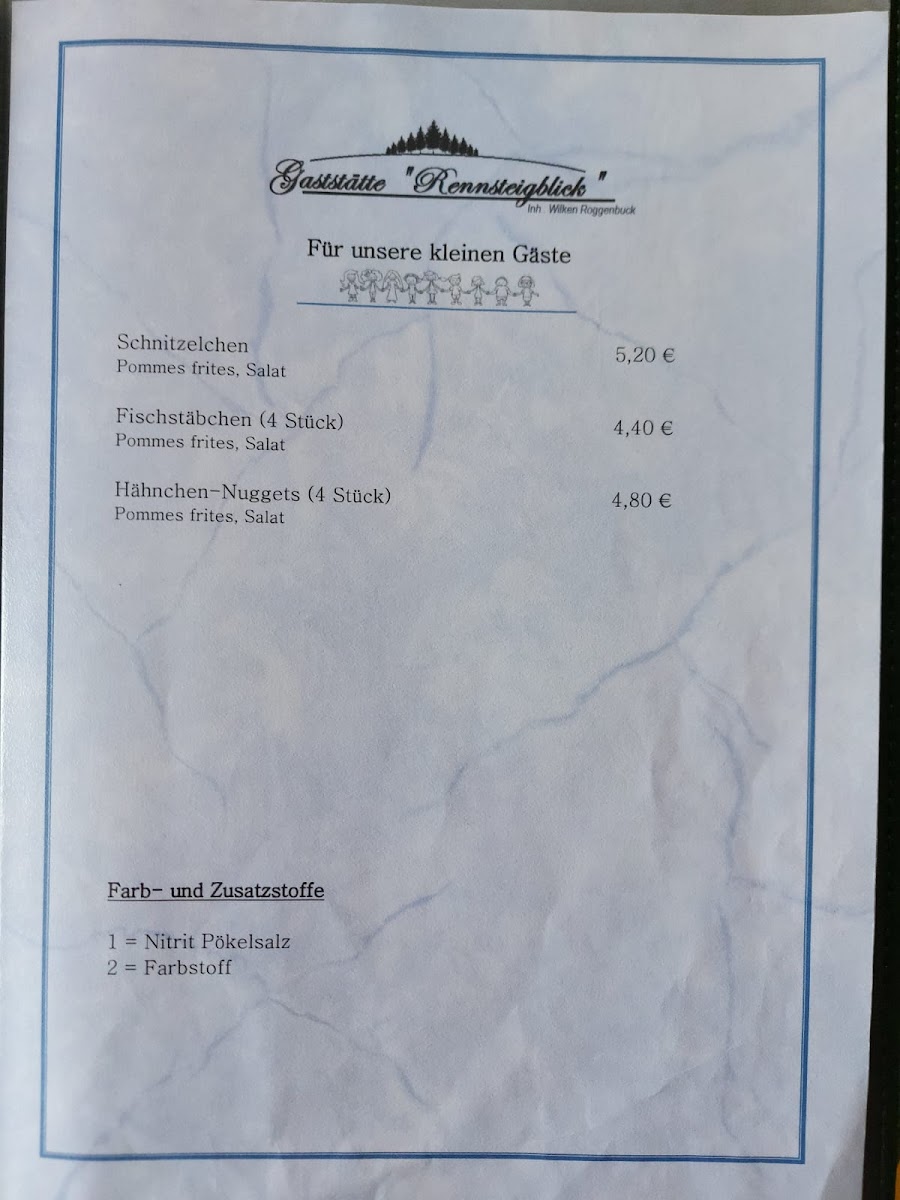 Gaststätte "Rennsteigblick"
Inh. Wilken Roggenbuck
Für unsere kleinen Gäste
Schnitzelchen 5,20 €
Pommes frites, Salat
Fischstäbchen (4 Stück) 4,40 €
Pommes frites, Salat
Hähnchen-Nuggets (4 Stück) 4,80 €
Pommes frites, Salat
Farb- und Zusatzstoffe
1 = Nitrit Pökelsalz
2 = Farbstoff